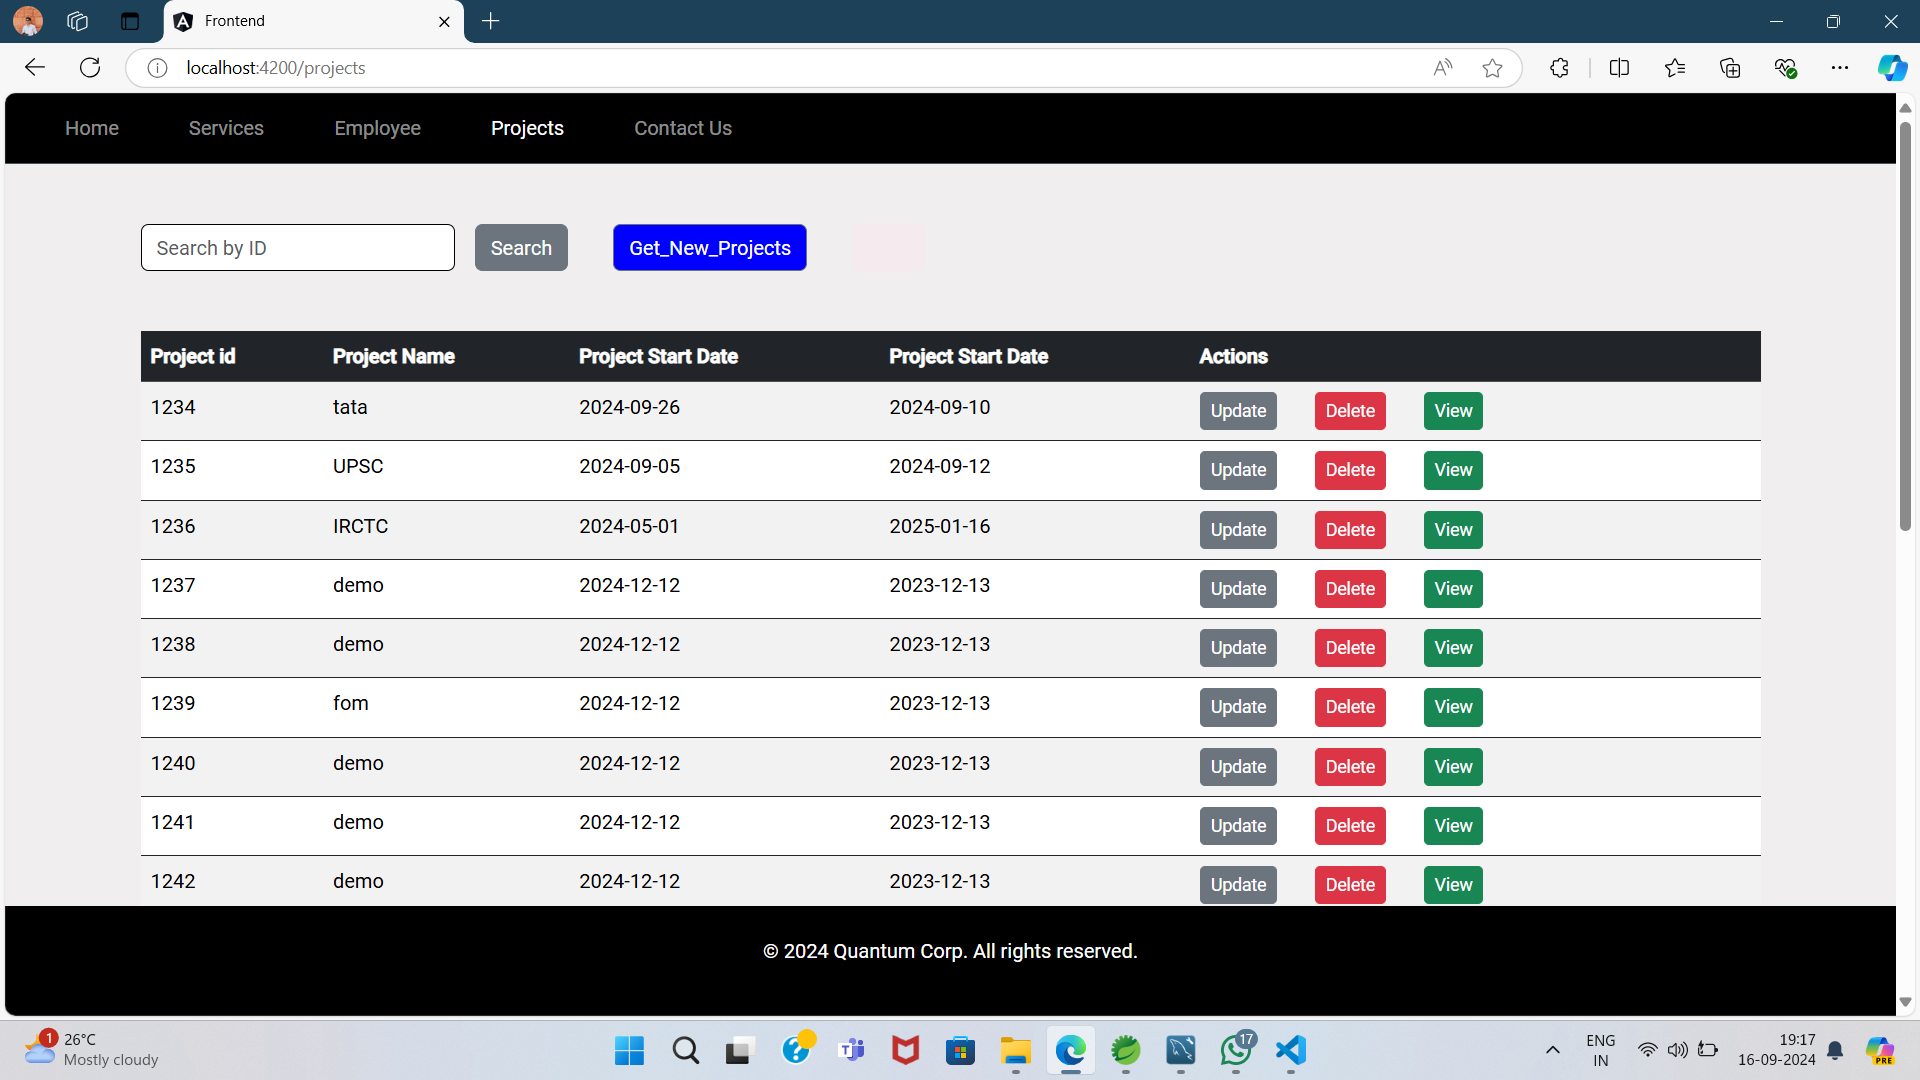 Frontend
localhost:4200/projects
Home Services Employee Projects Contact Us
Search by ID Search Get_New_Projects
Project id Project Name Project Start Date Project Start Date Actions
1234 tata 2024-09-26 2024-09-10 Update Delete View
1235 UPSC 2024-09-05 2024-09-12 Update Delete View
1236 IRCTC 2024-05-01 2025-01-16 Update Delete View
1237 demo 2024-12-12 2023-12-13 Update Delete View
1238 demo 2024-12-12 2023-12-13 Update Delete View
1239 fom 2024-12-12 2023-12-13 Update Delete View
1240 demo 2024-12-12 2023-12-13 Update Delete View
1241 demo 2024-12-12 2023-12-13 Update Delete View
1242 demo 2024-12-12 2023-12-13 Update Delete View
© 2024 Quantum Corp. All rights reserved.
1 26°C
Mostly cloudy
17
ENG
IN
19:17
16-09-2024
PRE